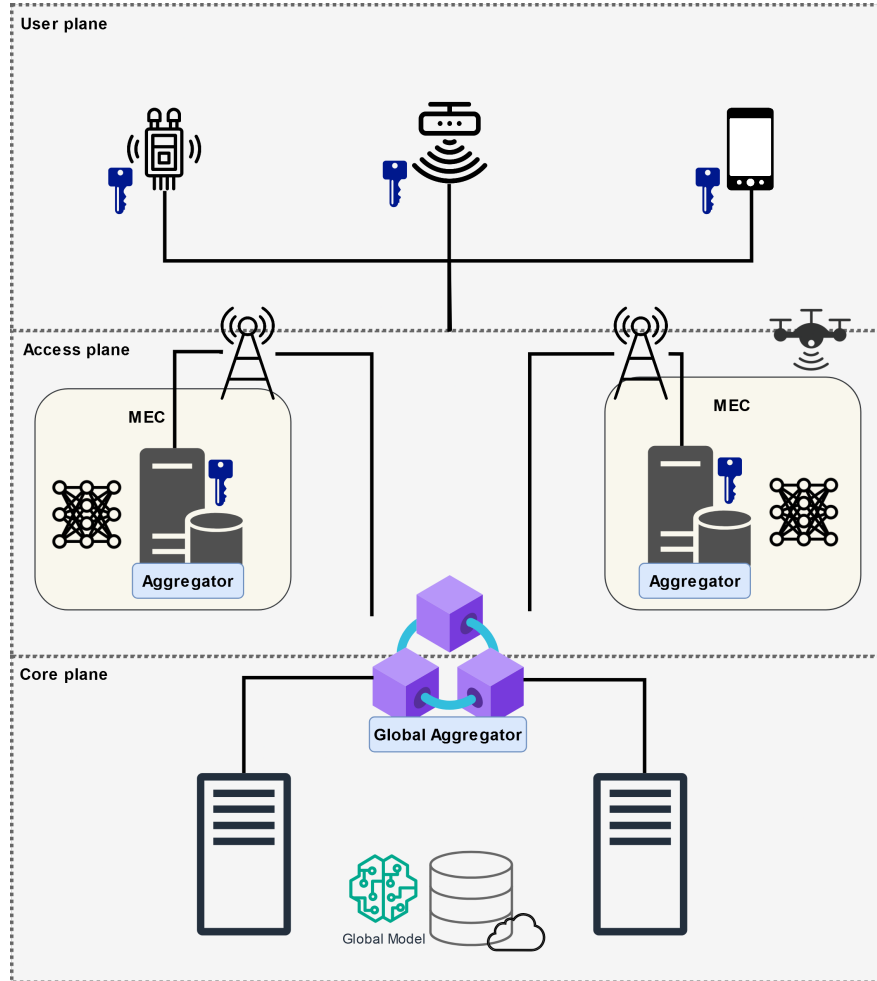 User plane
Access plane
MEC
MEC
Aggregator
Aggregator
Core plane
Global Aggregator
Global Model